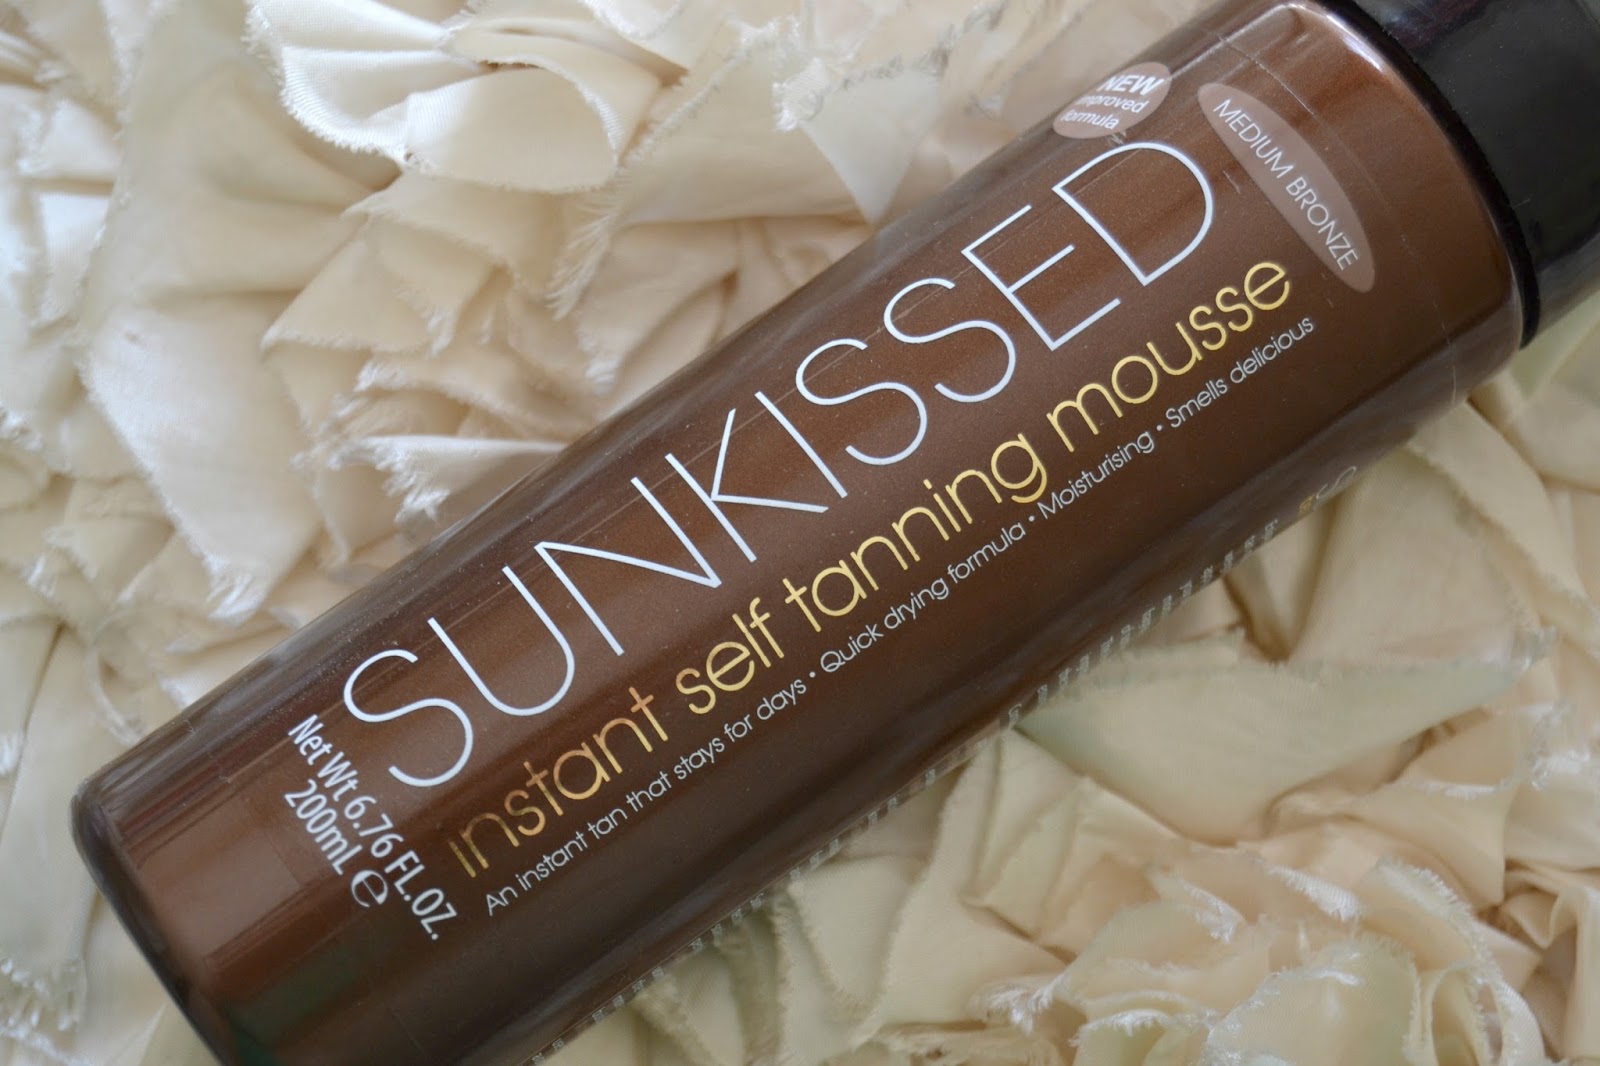 NEW
improved
formula
MEDIUM BRONZE
SUNKISSED
instant self tanning mousse
An instant tan that stays for days • Quick drying formula • Moisturising • Smells delicious
Net Wt 6.76 FL.OZ.
200mL e